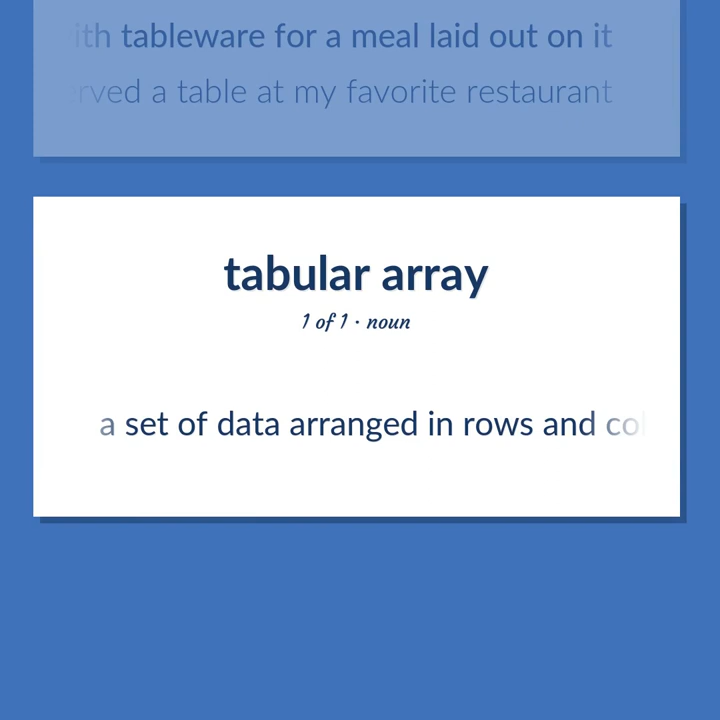 tableware for a meal laid out on it
a table at my favorite restaurant
tabular array
1 of 1 · noun
a set of data arranged in rows and